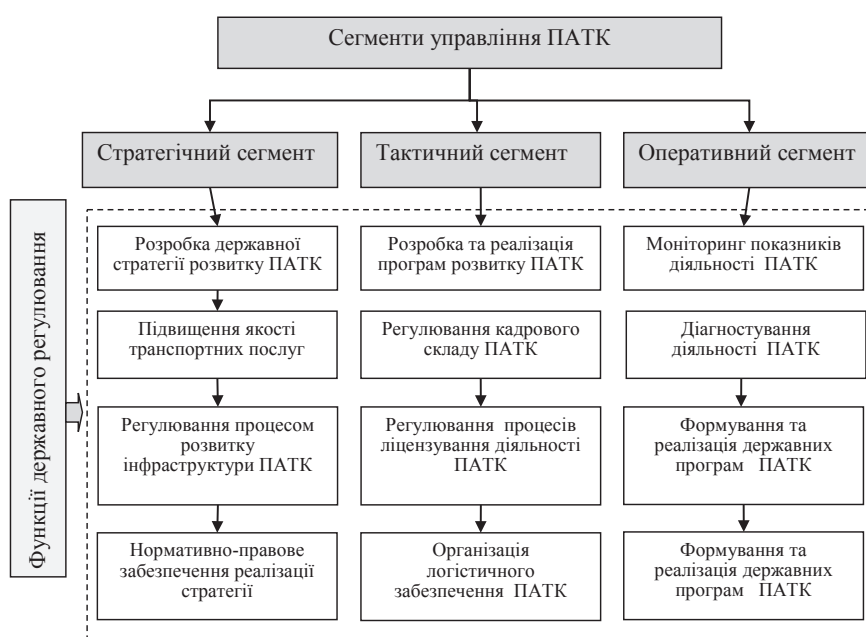 Сегменти управління ПАТК
Стратегічний сегмент
Тактичний сегмент
Оперативний сегмент
Функції державного регулювання
Розробка державної
стратегії розвитку ПАТК
Розробка та реалізація
програм розвитку ПАТК
Моніторинг показників
діяльності ПАТК
Підвищення якості
транспортних послуг
Регулювання кадрового
складу ПАТК
Діагностування
діяльності ПАТК
Регулювання процесом
розвитку
інфраструктури ПАТК
Регулювання процесів
ліцензування діяльності
ПАТК
Формування та
реалізація державних
програм ПАТК
Нормативно-правове
забезпечення реалізації
стратегії
Організація
логістичного
забезпечення ПАТК
Формування та
реалізація державних
програм ПАТК